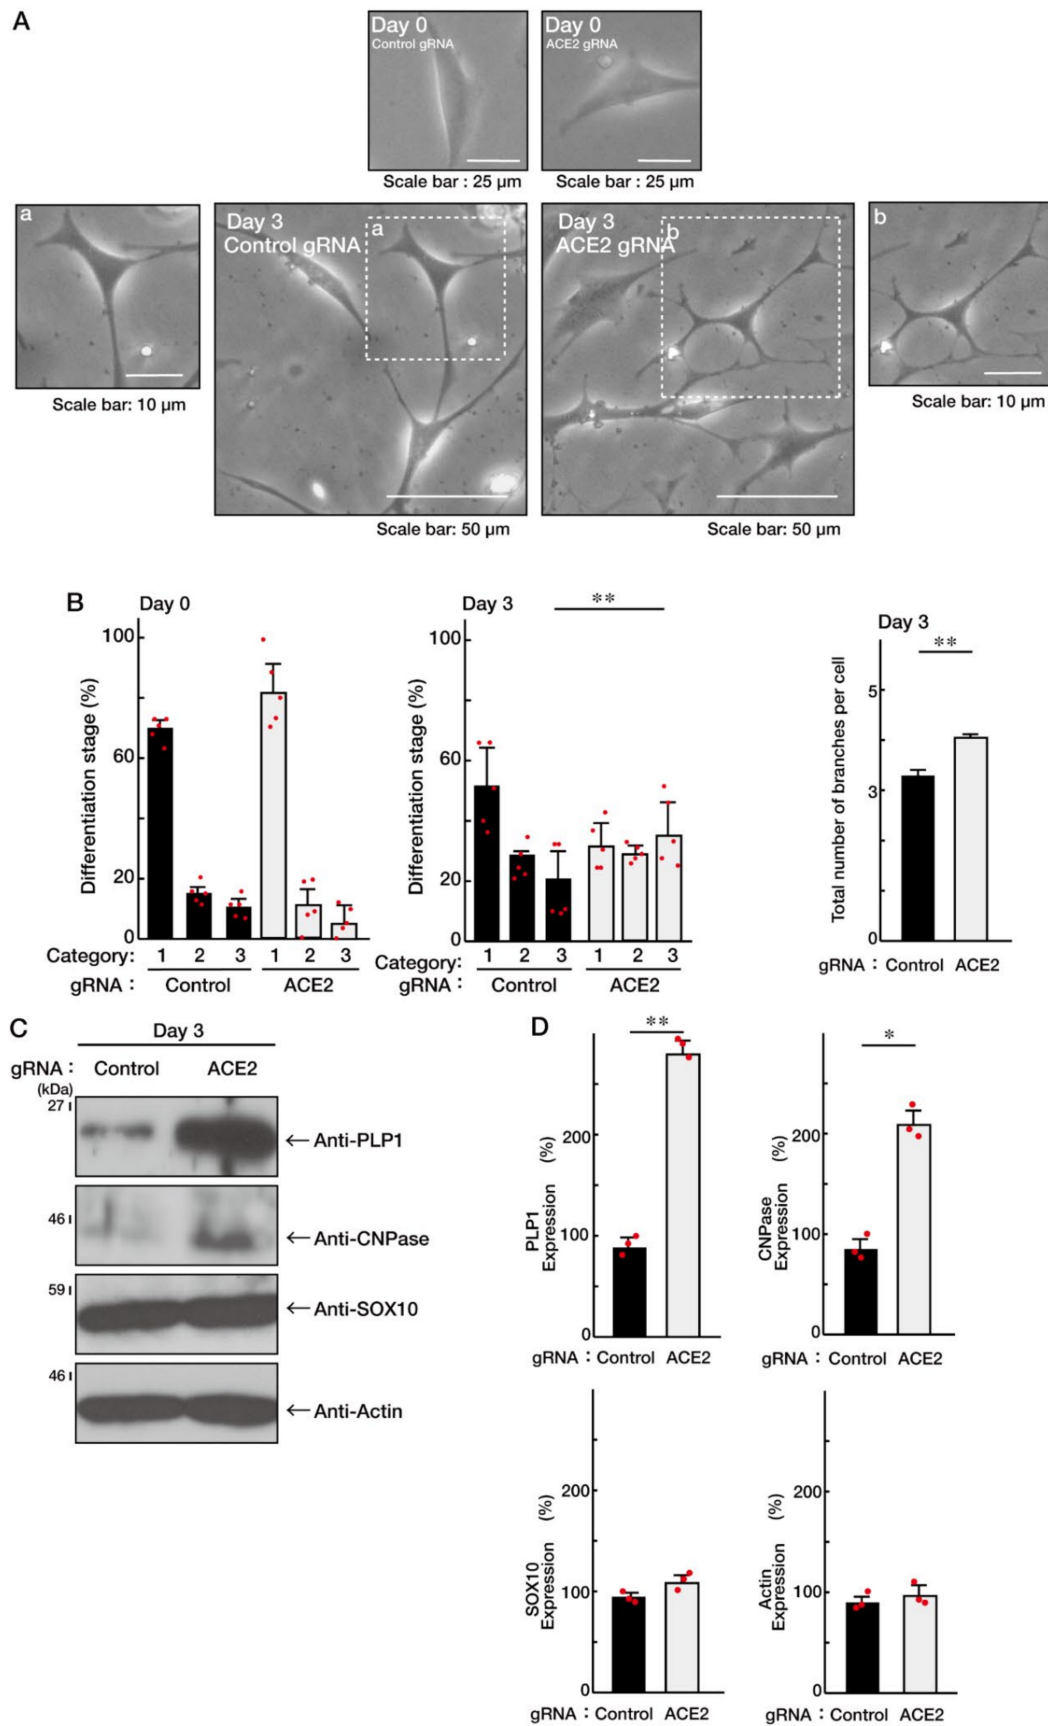 A
Day 0
Control gRNA
Day 0
ACE2 gRNA
Scale bar : 25 μm
Scale bar : 25 μm
a
Day 3
Control gRNA
a
Day 3
ACE2 gRNA
b
b
Scale bar: 10 μm
Scale bar: 10 μm
Scale bar: 50 μm
Scale bar: 50 μm
B
Day 0
Differentiation stage (%)
100
60
20
0
Category: 1 2 3 1 2 3
gRNA : Control ACE2
Day 3
**
Differentiation stage (%)
100
60
20
0
Category: 1 2 3 1 2 3
gRNA : Control ACE2
Day 3
**
Total number of branches per cell
5
3
0
gRNA : Control ACE2
C
Day 3
gRNA : Control ACE2
(kDa)
27
←Anti-PLP1
46
←Anti-CNPase
59
←Anti-SOX10
46
←Anti-Actin
D
**
PLP1
Expression (%)
200
100
0
gRNA : Control ACE2
*
CNPase
Expression (%)
200
100
0
gRNA : Control ACE2
SOX10
Expression (%)
200
100
0
gRNA : Control ACE2
Actin
Expression (%)
200
100
0
gRNA : Control ACE2